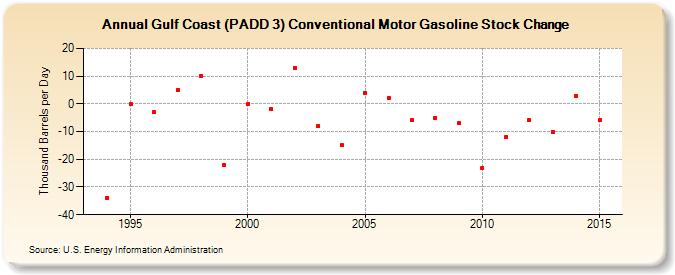 Annual Gulf Coast (PADD 3) Conventional Motor Gasoline Stock Change
Thousand Barrels per Day
20
10
0
-10
-20
-30
-40
1995 2000 2005 2010 2015
Source: U.S. Energy Information Administration